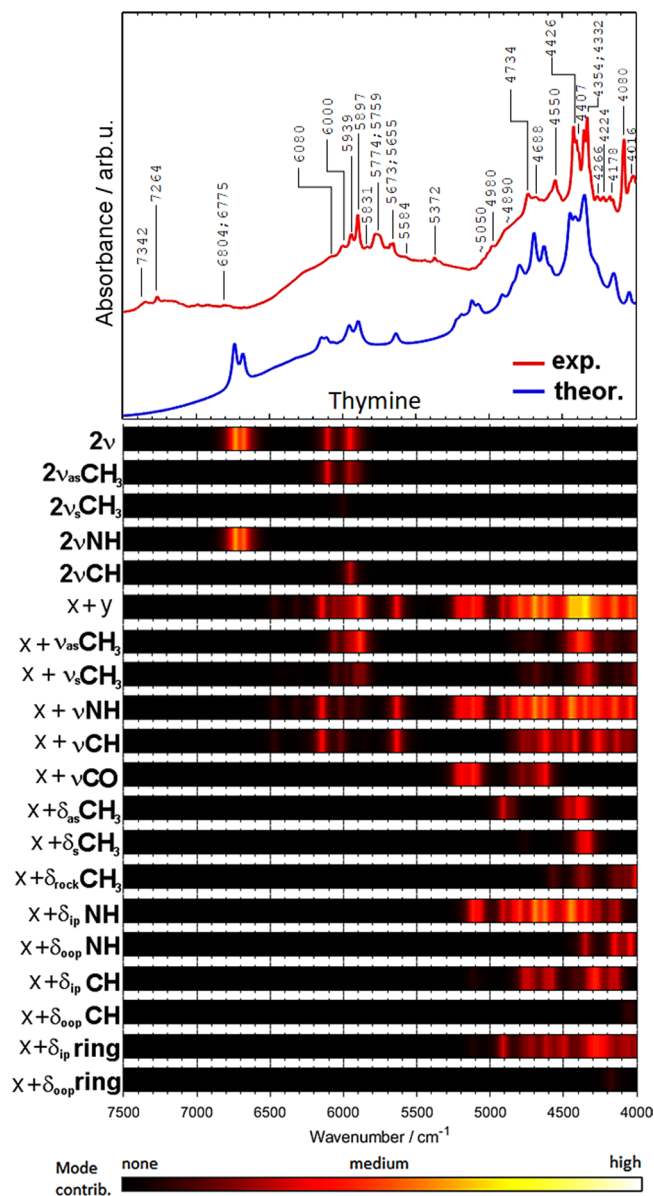 7342
7264
6804;6775
6080
6000
5939
5897
5831
5774;5759
5673;5655
5584
5372
~5050
4980
~4890
4734
4688
4550
4426
4407
4354;4332
4266
4224
4178
4080
4016
Absorbance / arb.u.
exp.
theor.
Thymine
2ν
2νasCH3
2νsCH3
2νNH
2νCH
x+y
x+νasCH3
x + νsCH3
x + νNH
x + νCH
x + νCO
x+δasCH3
x+δsCH3
x+δrockCH3
x+δip NH
x+δoop NH
x+δip CH
x+δoop CH
x+δip ring
x+δoopring
7500 7000 6500 6000 5500 5000 4500 4000
Wavenumber / cm-1
Mode contrib. none medium high